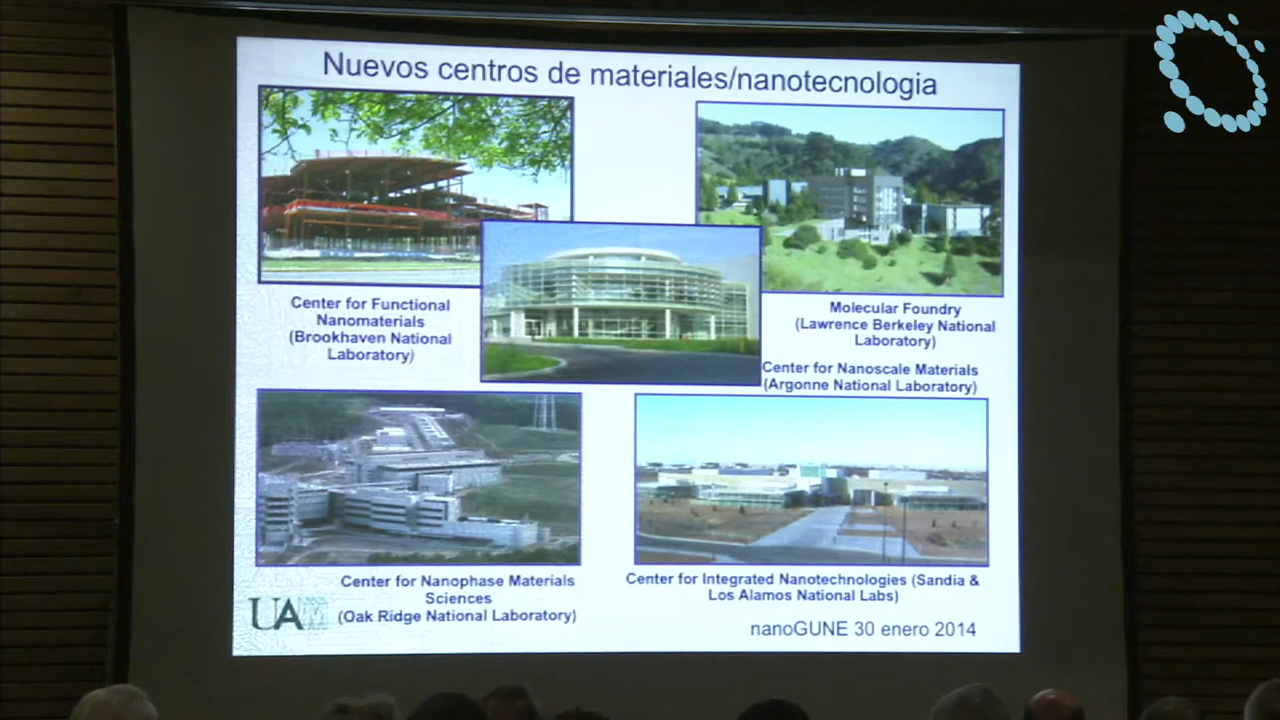 Nuevos centros de materiales/nanotecnologia
Center for Functional
Nanomaterials
(Brookhaven National
Laboratory)
Molecular Foundry
(Lawrence Berkeley National
Laboratory)
Center for Nanoscale Materials
(Argonne National Laboratory)
Center for Nanophase Materials
Sciences
(Oak Ridge National Laboratory)
Center for Integrated Nanotechnologies (Sandia &
Los Alamos National Labs)
UAM
nanoGUNE 30 enero 2014